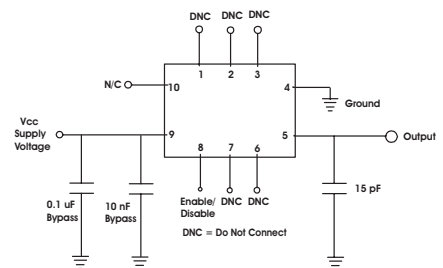 DNC DNC DNC
1 2 3
N/C 10 4
Ground
Vcc
Supply
Voltage
9 5 Output
8 7 6
0.1 uF
Bypass
10 nF
Bypass
Enable/
Disable
DNC DNC
15 pF
DNC = Do Not Connect